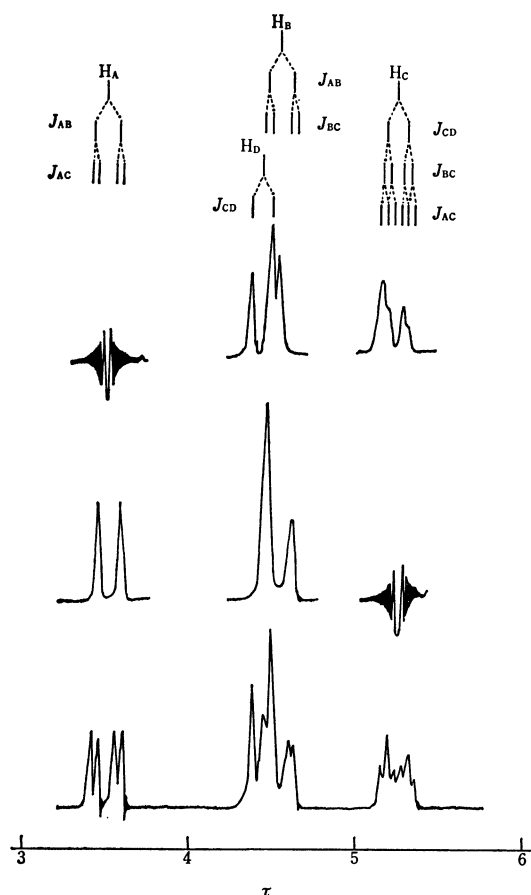 H_B
H_A
H_C
J_AB
J_AB
J_CD
J_BC
J_BC
H_D
J_AC
J_CD
J_AC
3 4 5 6
τ